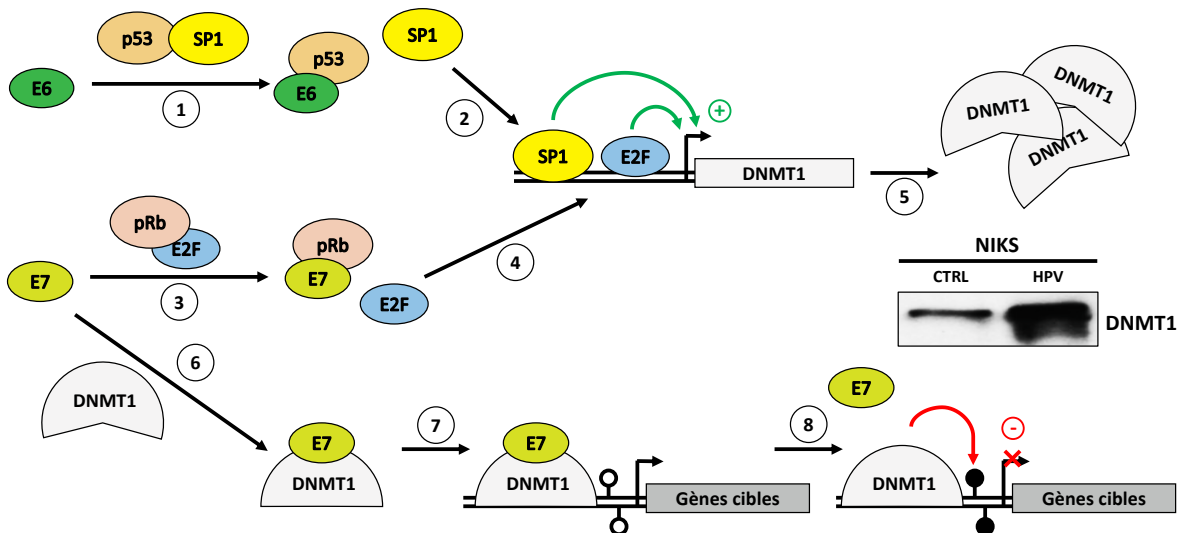 p53 SP1
E6
1
p53
E6
SP1
2
SP1 E2F
+
DNMT1
5
DNMT1
DNMT1
DNMT1
pRb
E2F
E7
3
pRb
E7
E2F
4
NIKS
CTRL HPV
DNMT1
6
DNMT1
E7
DNMT1
7
E7
DNMT1
Gènes cibles
8
E7
-
DNMT1
Gènes cibles